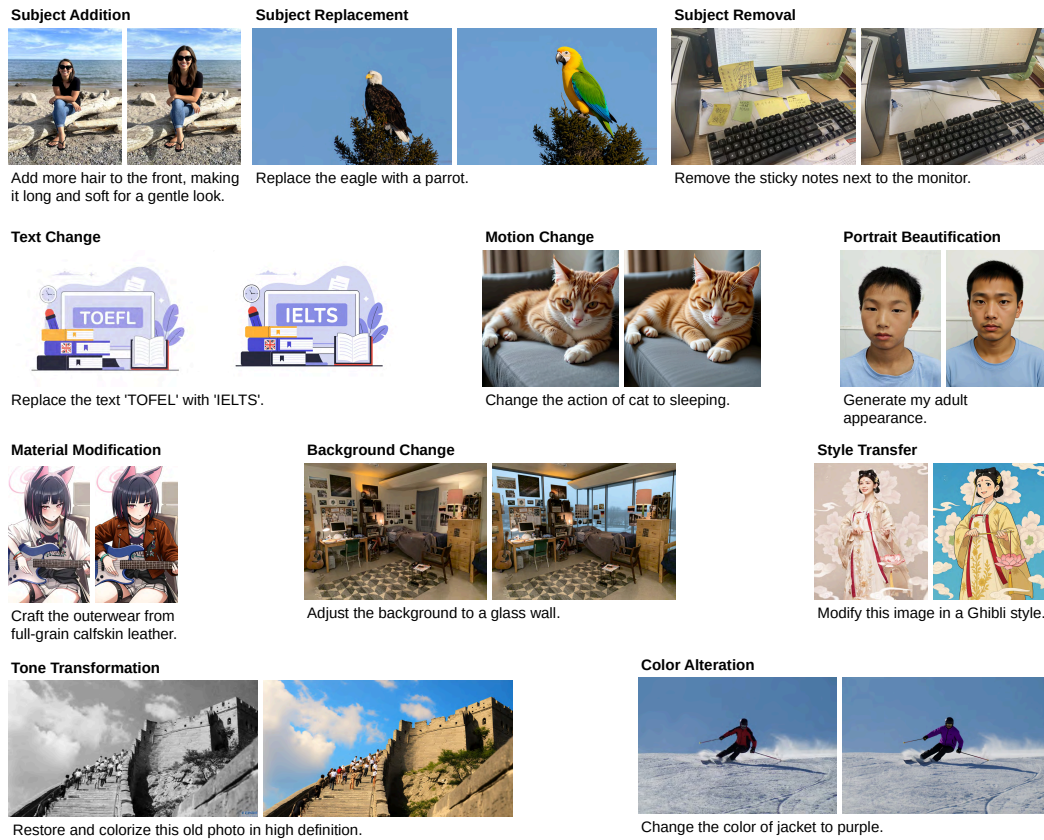 Subject Addition
Subject Replacement
Subject Removal
Add more hair to the front, making
it long and soft for a gentle look.
Replace the eagle with a parrot.
Remove the sticky notes next to the monitor.
Text Change
Motion Change
Portrait Beautification
TOEFL
IELTS
Replace the text 'TOFEL' with 'IELTS'.
Change the action of cat to sleeping.
Generate my adult
appearance.
Material Modification
Background Change
Style Transfer
Craft the outerwear from
full-grain calfskin leather.
Adjust the background to a glass wall.
Modify this image in a Ghibli style.
Tone Transformation
Color Alteration
Restore and colorize this old photo in high definition.
Change the color of jacket to purple.